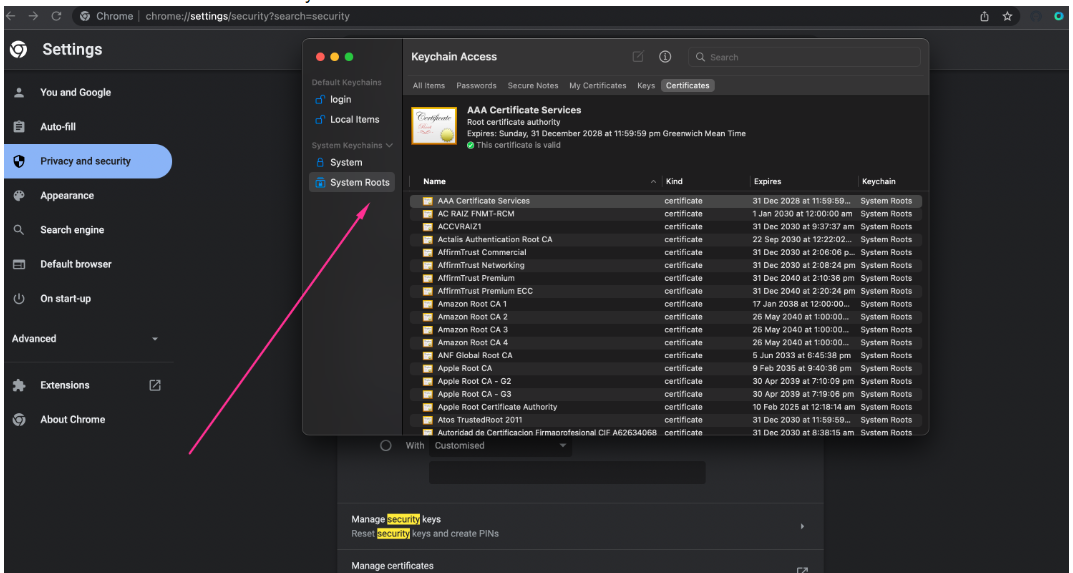 Chrome | chrome://settings/security?search=security
Settings
You and Google
Auto-fill
Privacy and security
Appearance
Search engine
Default browser
On start-up
Advanced
Extensions
About Chrome
Keychain Access
Search
Default Keychains
login
Local Items
System Keychains
System
System Roots
All Items Passwords Secure Notes My Certificates Keys Certificates
Certificate
AAA Certificate Services
Root certificate authority
Expires: Sunday, 31 December 2028 at 11:59:59 pm Greenwich Mean Time
This certificate is valid
Name Kind Expires Keychain
AAA Certificate Services certificate 31 Dec 2028 at 11:59:59... System Roots
AC RAIZ FNMT-RCM certificate 1 Jan 2030 at 12:00:00 am System Roots
ACCVRAIZ1 certificate 31 Dec 2030 at 9:37:37 am System Roots
Actalis Authentication Root CA certificate 22 Sep 2030 at 12:22:02... System Roots
AffirmTrust Commercial certificate 31 Dec 2030 at 2:06:06 p... System Roots
AffirmTrust Networking certificate 31 Dec 2030 at 2:08:24 pm System Roots
AffirmTrust Premium certificate 31 Dec 2040 at 2:10:36 pm System Roots
AffirmTrust Premium ECC certificate 31 Dec 2040 at 2:20:24 pm System Roots
Amazon Root CA 1 certificate 17 Jan 2038 at 12:00:00... System Roots
Amazon Root CA 2 certificate 26 May 2040 at 1:00:00... System Roots
Amazon Root CA 3 certificate 26 May 2040 at 1:00:00... System Roots
Amazon Root CA 4 certificate 26 May 2040 at 1:00:00... System Roots
ANF Global Root CA certificate 5 Jun 2033 at 6:45:38 pm System Roots
Apple Root CA certificate 9 Feb 2035 at 9:40:36 pm System Roots
Apple Root CA - G2 certificate 30 Apr 2039 at 7:10:09 pm System Roots
Apple Root CA - G3 certificate 30 Apr 2039 at 7:19:06 pm System Roots
Apple Root Certificate Authority certificate 10 Feb 2025 at 12:18:14 am System Roots
Atos TrustedRoot 2011 certificate 31 Dec 2030 at 11:59:59... System Roots
Autoridad de Certificacion Firmaprofesional CIF A62634068 certificate 31 Dec 2030 at 8:38:15 am System Roots
With Customised
Manage security keys
Reset security keys and create PINs
Manage certificates